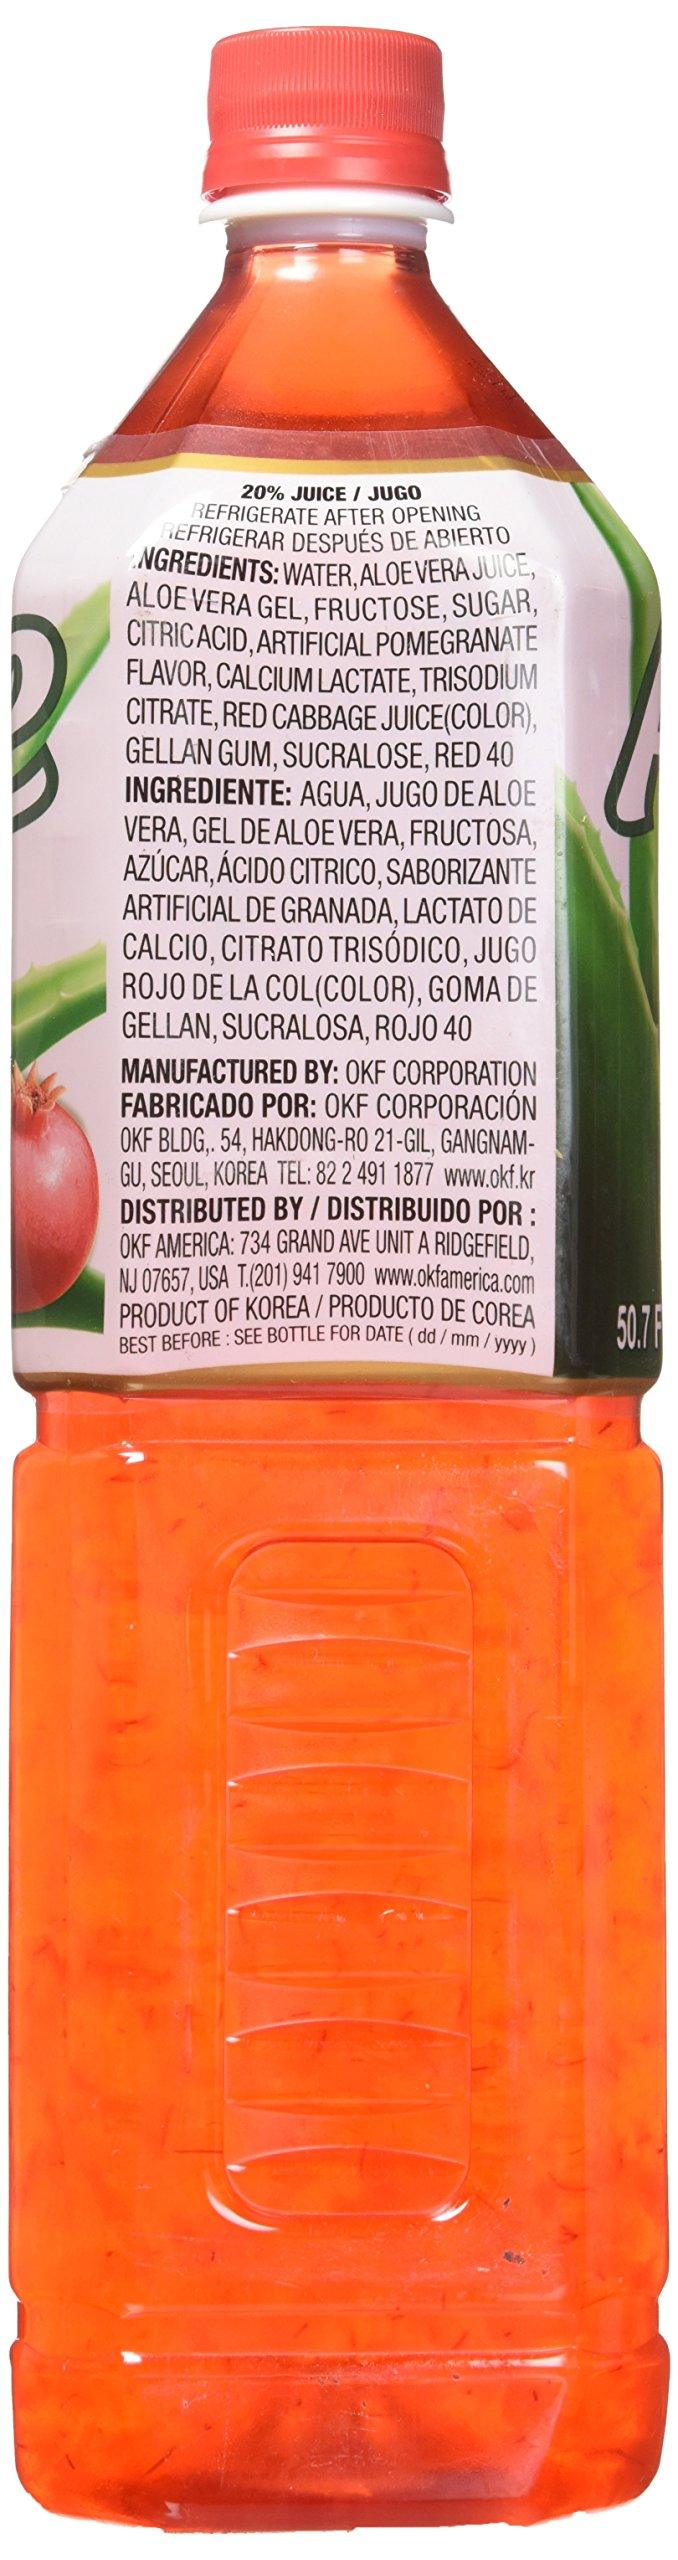 20% JUICE / JUGO
REFRIGERATE AFTER OPENING
REFRIGERAR DESPUÉS DE ABIERTO
INGREDIENTS: WATER, ALOE VERA JUICE,
ALOE VERA GEL, FRUCTOSE, SUGAR,
CITRIC ACID, ARTIFICIAL POMEGRANATE
FLAVOR, CALCIUM LACTATE, TRISODIUM
CITRATE, RED CABBAGE JUICE(COLOR),
GELLAN GUM, SUCRALOSE, RED 40
INGREDIENTE: AGUA, JUGO DE ALOE
VERA, GEL DE ALOE VERA, FRUCTOSA,
AZÚCAR, ÁCIDO CITRICO, SABORIZANTE
ARTIFICIAL DE GRANADA, LACTATO DE
CALCIO, CITRATO TRISÓDICO, JUGO
ROJO DE LA COL(COLOR), GOMA DE
GELLAN, SUCRALOSA, ROJO 40
MANUFACTURED BY: OKF CORPORATION
FABRICADO POR: OKF CORPORACIÓN
OKF BLDG,. 54, HAKDONG-RO 21-GIL, GANGNAM-
GU, SEOUL, KOREA TEL: 82 2 491 1877 www.okf.kr
DISTRIBUTED BY / DISTRIBUIDO POR :
OKF AMERICA: 734 GRAND AVE UNIT A RIDGEFIELD,
NJ 07657, USA T.(201) 941 7900 www.okfamerica.com
PRODUCT OF KOREA / PRODUCTO DE COREA
BEST BEFORE : SEE BOTTLE FOR DATE ( dd / mm / yyyy )
50.7 F